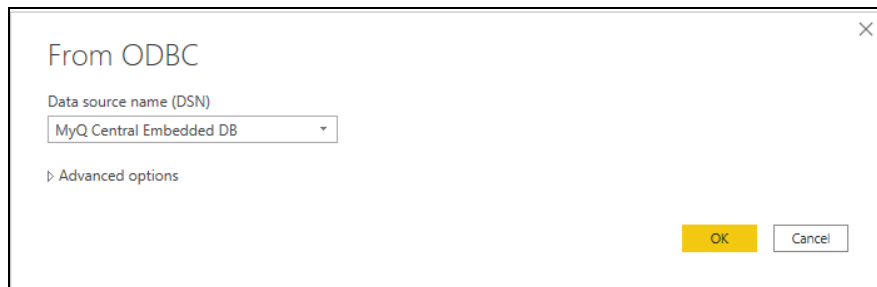 From ODBC
Data source name (DSN)
MyQ Central Embedded DB
Advanced options
OK Cancel